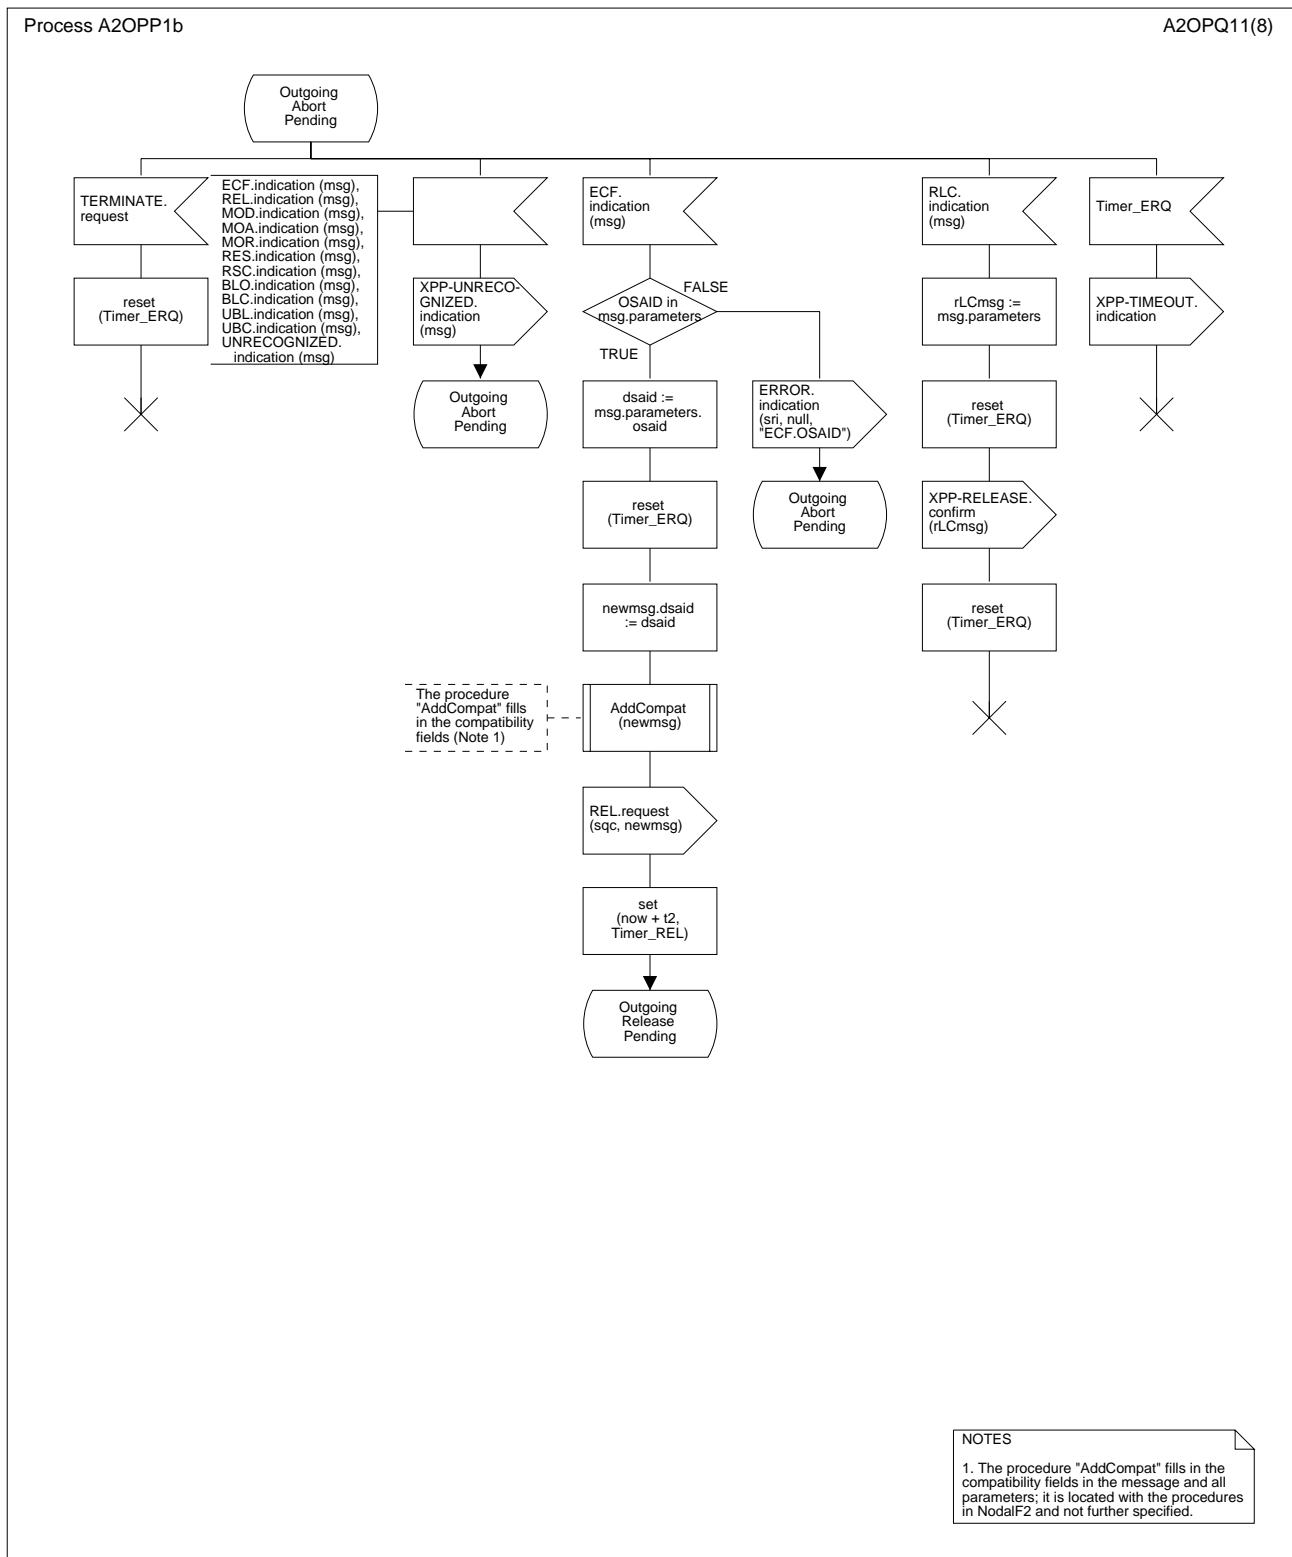 Process A2OPP1b
A2OPQ11(8)
Outgoing
Abort
Pending
TERMINATE.
request
reset
(Timer_ERQ)
ECF.indication (msg),
REL.indication (msg),
MOD.indication (msg),
MOA.indication (msg),
MOR.indication (msg),
RES.indication (msg),
RSC.indication (msg),
BLO.indication (msg),
BLC.indication (msg),
UBL.indication (msg),
UBC.indication (msg),
UNRECOGNIZED.
indication (msg)
XPP-UNRECO-
GNIZED.
indication
(msg)
Outgoing
Abort
Pending
ECF.
indication
(msg)
OSAID in
msg.parameters
FALSE
TRUE
dsaid :=
msg.parameters.
osaid
reset
(Timer_ERQ)
newmsg.dsaid
:= dsaid
The procedure
"AddCompat" fills
in the compatibility
fields (Note 1)
AddCompat
(newmsg)
REL.request
(sqc, newmsg)
set
(now + t2,
Timer_REL)
Outgoing
Release
Pending
ERROR.
indication
(sri, null,
"ECF.OSAID")
Outgoing
Abort
Pending
RLC.
indication
(msg)
rLCmsg :=
msg.parameters
reset
(Timer_ERQ)
XPP-RELEASE.
confirm
(rLCmsg)
reset
(Timer_ERQ)
Timer_ERQ
XPP-TIMEOUT.
indication
NOTES
1. The procedure "AddCompat" fills in the
compatibility fields in the message and all
parameters; it is located with the procedures
in NodalF2 and not further specified.